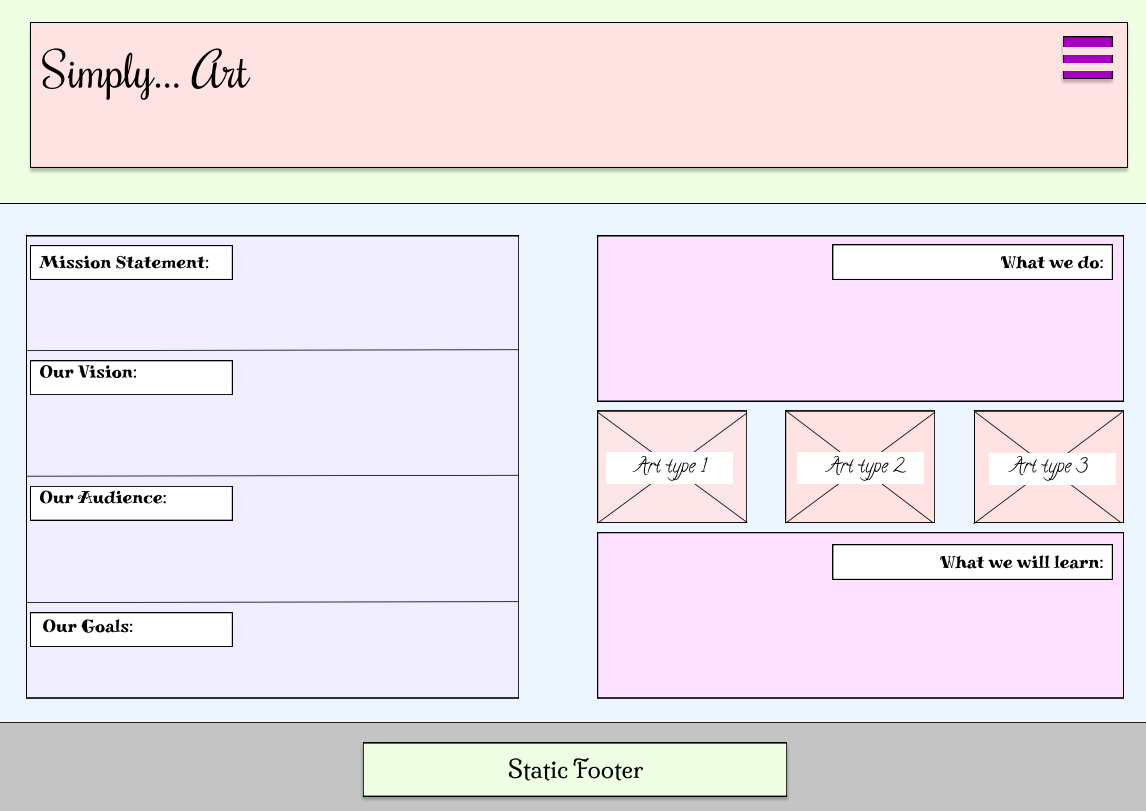 Simply... Art
Mission Statement:
Our Vision:
Our Audience:
Our Goals:
What we do:
Art type 1
Art type 2
Art type 3
What we will learn:
Static Footer